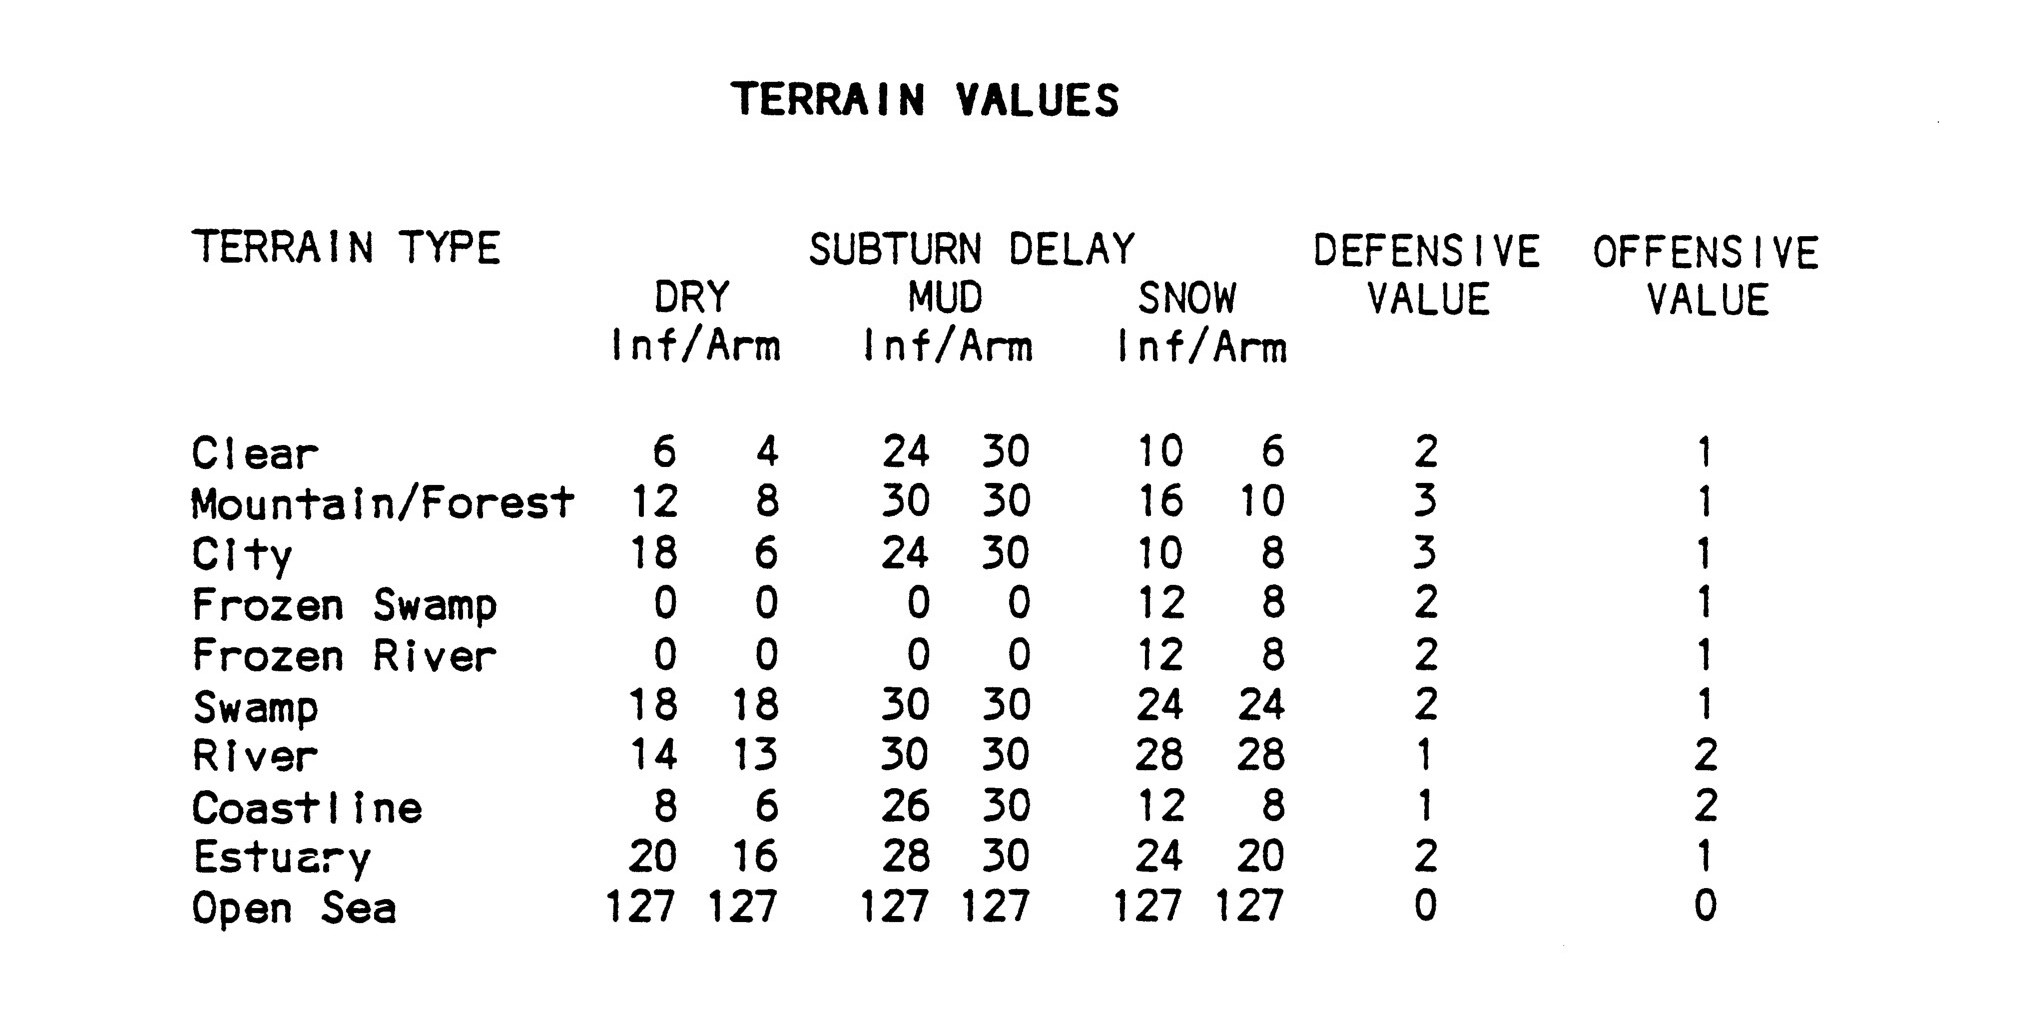 TERRAIN VALUES
TERRAIN TYPE SUBTURN DELAY DEFENSIVE OFFENSIVE
DRY MUD SNOW VALUE VALUE
Inf/Arm Inf/Arm Inf/Arm
Clear 6 4 24 30 10 6 2 1
Mountain/Forest 12 8 30 30 16 10 3 1
City 18 6 24 30 10 8 3 1
Frozen Swamp 0 0 0 0 12 8 2 1
Frozen River 0 0 0 0 12 8 2 1
Swamp 18 18 30 30 24 24 2 1
River 14 13 30 30 28 28 1 2
Coastline 8 6 26 30 12 8 1 2
Estuary 20 16 28 30 24 20 2 1
Open Sea 127 127 127 127 127 127 0 0